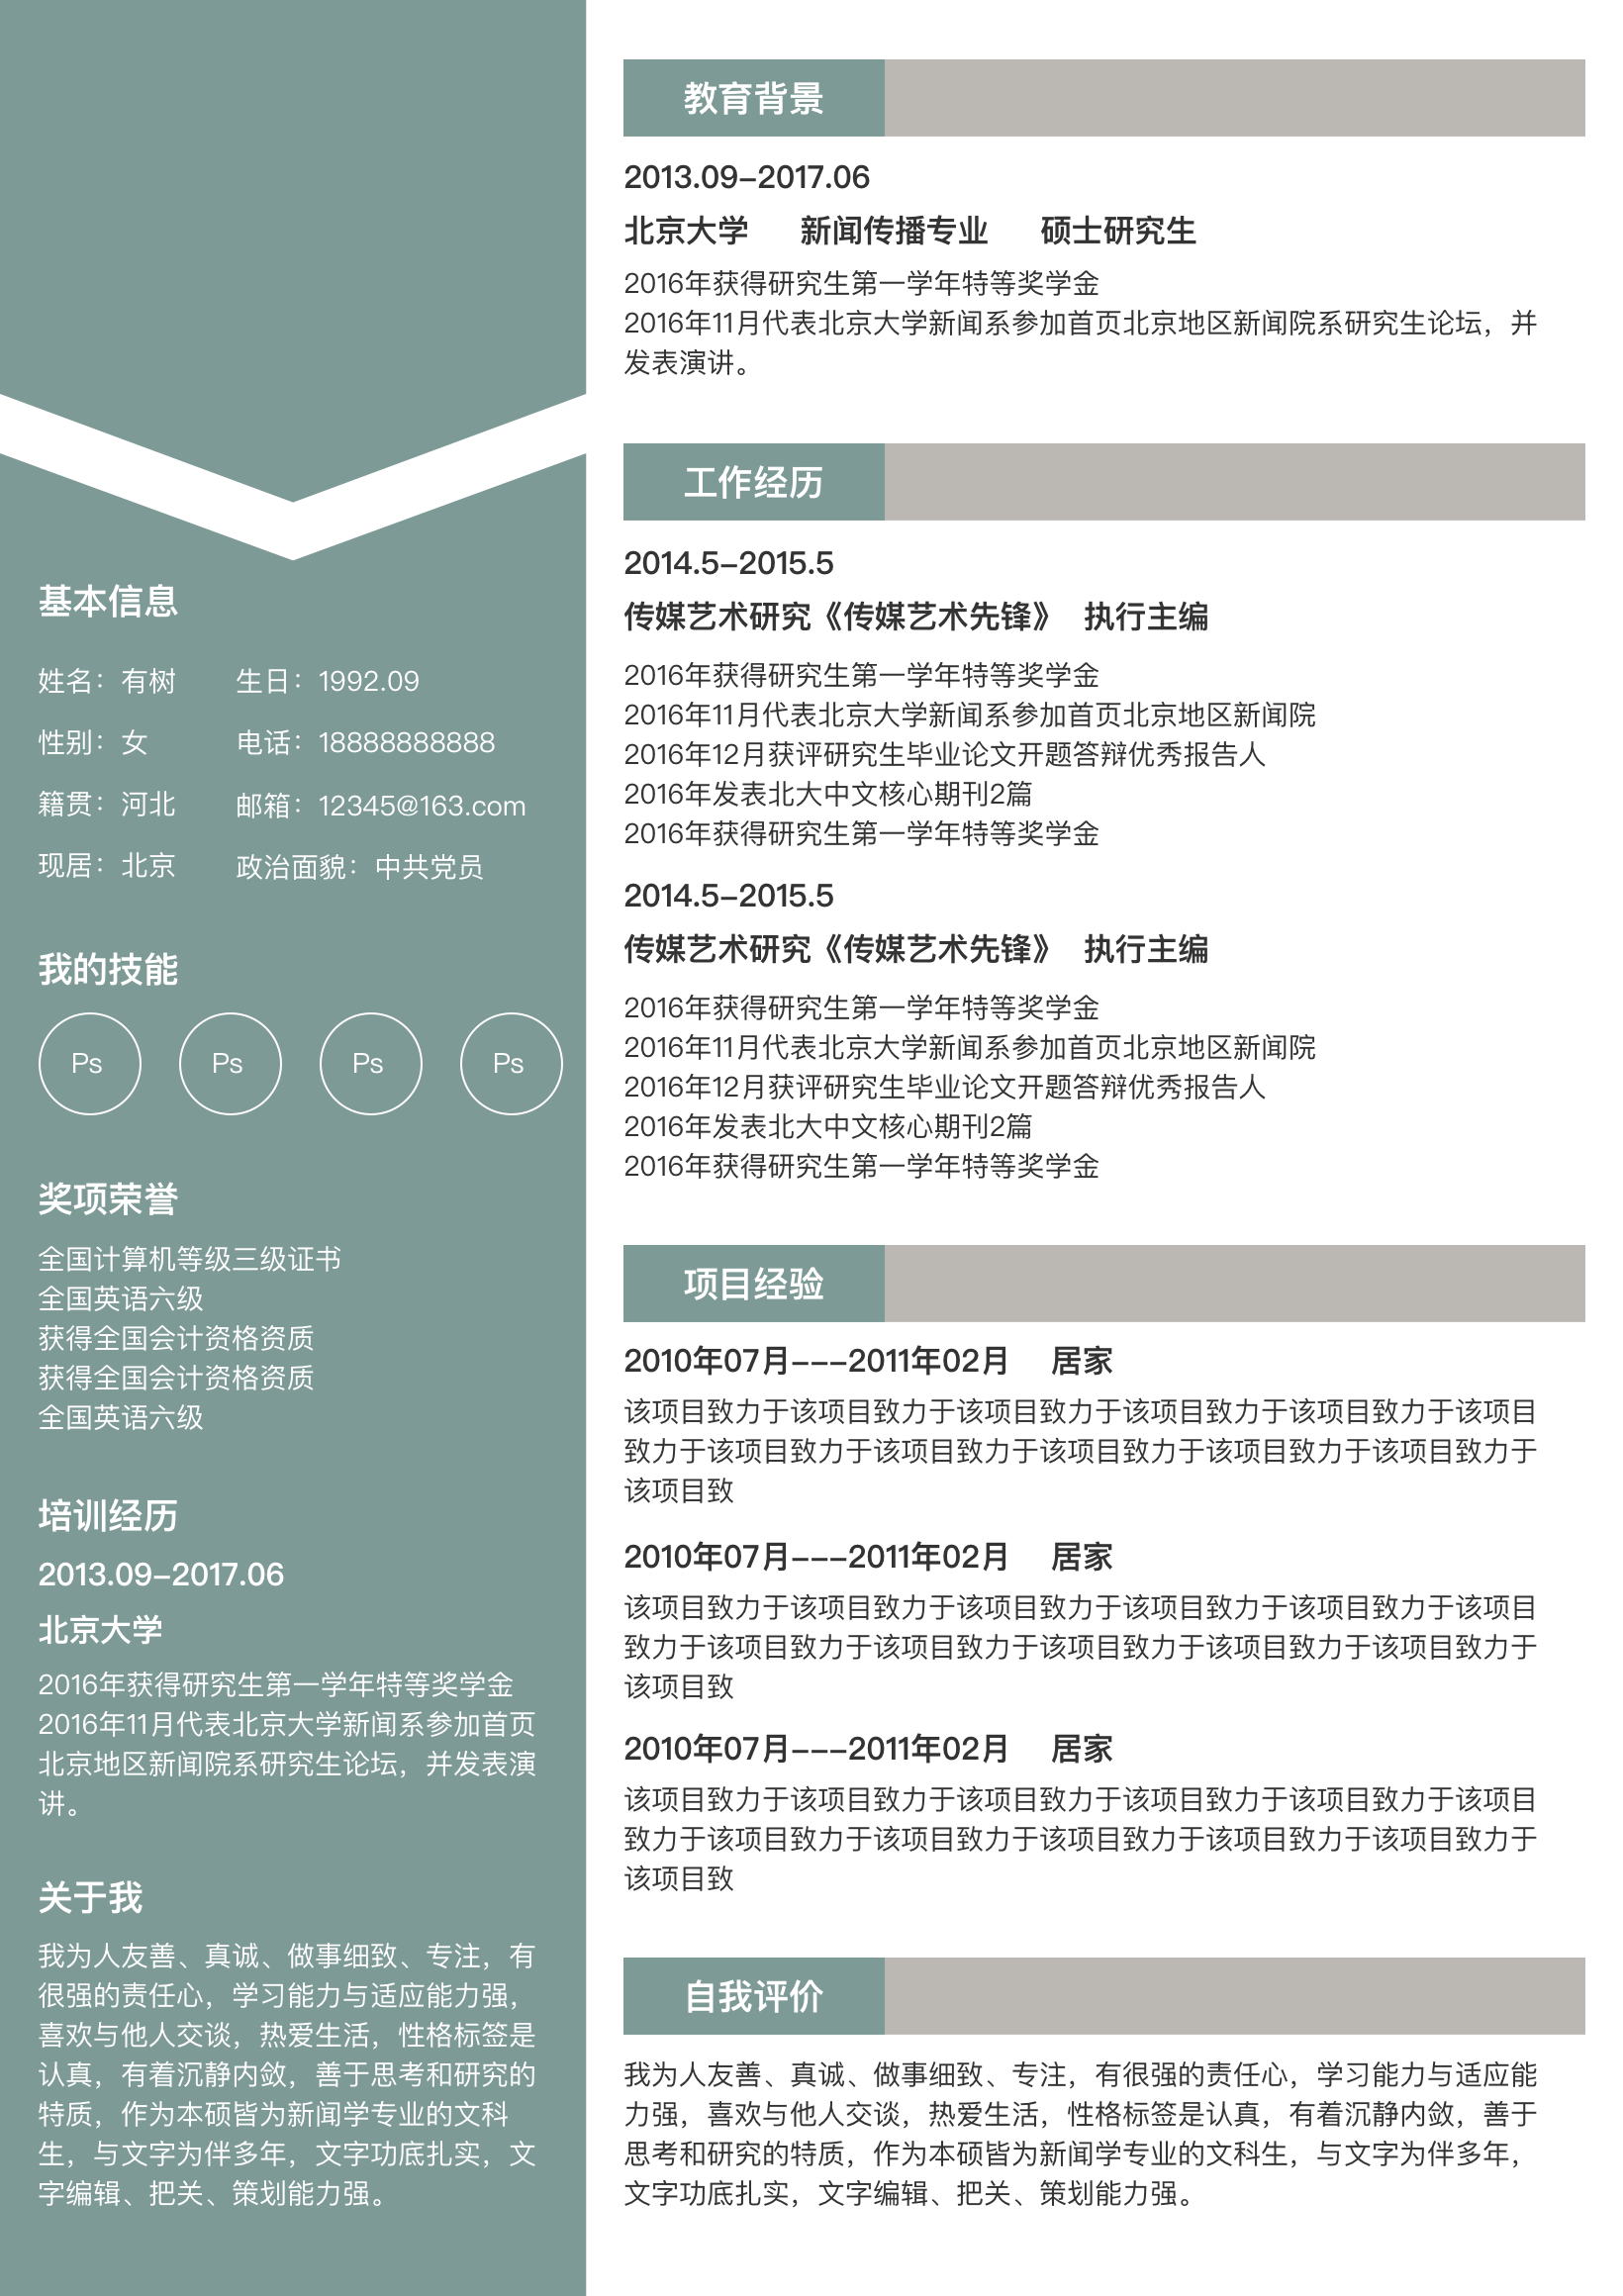 基本信息
姓名：有树
生日：1992.09
性别：女
电话：18888888888
籍贯：河北
邮箱：12345@163.com
现居：北京
政治面貌：中共党员
我的技能
Ps Ps Ps Ps
奖项荣誉
全国计算机等级三级证书
全国英语六级
获得全国会计资格资质
获得全国会计资格资质
全国英语六级
培训经历
2013.09-2017.06
北京大学
2016年获得研究生第一学年特等奖学金
2016年11月代表北京大学新闻系参加首页
北京地区新闻院系研究生论坛，并发表演
讲。
关于我
我为人友善、真诚、做事细致、专注，有
很强的责任心，学习能力与适应能力强，
喜欢与他人交谈，热爱生活，性格标签是
认真，有着沉静内敛，善于思考和研究的
特质，作为本硕皆为新闻学专业的文科
生，与文字为伴多年，文字功底扎实，文
字编辑、把关、策划能力强。
教育背景
2013.09-2017.06
北京大学 新闻传播专业 硕士研究生
2016年获得研究生第一学年特等奖学金
2016年11月代表北京大学新闻系参加首页北京地区新闻院系研究生论坛，并
发表演讲。
工作经历
2014.5-2015.5
传媒艺术研究《传媒艺术先锋》 执行主编
2016年获得研究生第一学年特等奖学金
2016年11月代表北京大学新闻系参加首页北京地区新闻院
2016年12月获评研究生毕业论文开题答辩优秀报告人
2016年发表北大中文核心期刊2篇
2016年获得研究生第一学年特等奖学金
2014.5-2015.5
传媒艺术研究《传媒艺术先锋》 执行主编
2016年获得研究生第一学年特等奖学金
2016年11月代表北京大学新闻系参加首页北京地区新闻院
2016年12月获评研究生毕业论文开题答辩优秀报告人
2016年发表北大中文核心期刊2篇
2016年获得研究生第一学年特等奖学金
项目经验
2010年07月---2011年02月 居家
该项目致力于该项目致力于该项目致力于该项目致力于该项目致力于该项目
致力于该项目致力于该项目致力于该项目致力于该项目致力于该项目致力于
该项目致
2010年07月---2011年02月 居家
该项目致力于该项目致力于该项目致力于该项目致力于该项目致力于该项目
致力于该项目致力于该项目致力于该项目致力于该项目致力于该项目致力于
该项目致
2010年07月---2011年02月 居家
该项目致力于该项目致力于该项目致力于该项目致力于该项目致力于该项目
致力于该项目致力于该项目致力于该项目致力于该项目致力于该项目致力于
该项目致
自我评价
我为人友善、真诚、做事细致、专注，有很强的责任心，学习能力与适应能
力强，喜欢与他人交谈，热爱生活，性格标签是认真，有着沉静内敛，善于
思考和研究的特质，作为本硕皆为新闻学专业的文科生，与文字为伴多年，
文字功底扎实，文字编辑、把关、策划能力强。